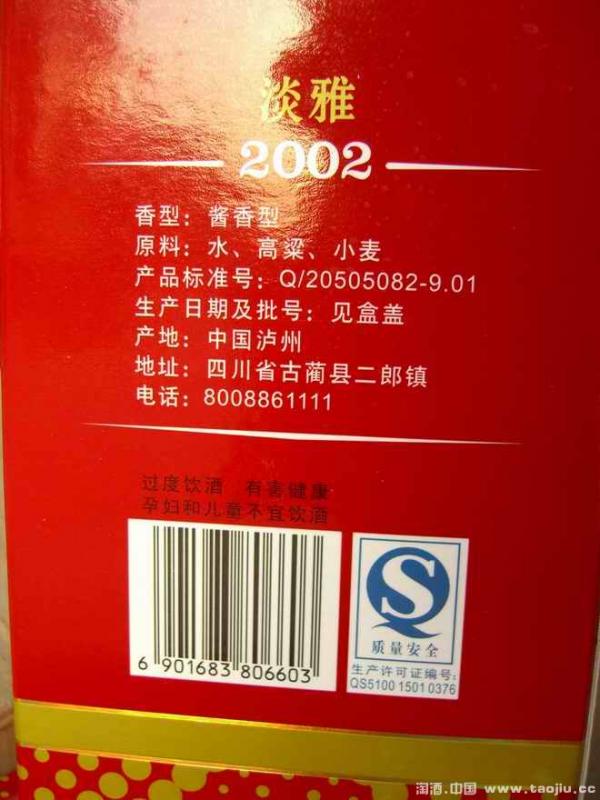 淡雅
2002
香型：酱香型
原料：水、高粱、小麦
产品标准号：Q/20505082-9.01
生产日期及批号：见盒盖
产地：中国泸州
地址：四川省古蔺县二郎镇
电话：8008861111
过度饮酒 有害健康
孕妇和儿童不宜饮酒
6 901683 806603
S
质量安全
生产许可证编号:
QS5100 1501 0376
淘酒.中国 www.taojiu.cc